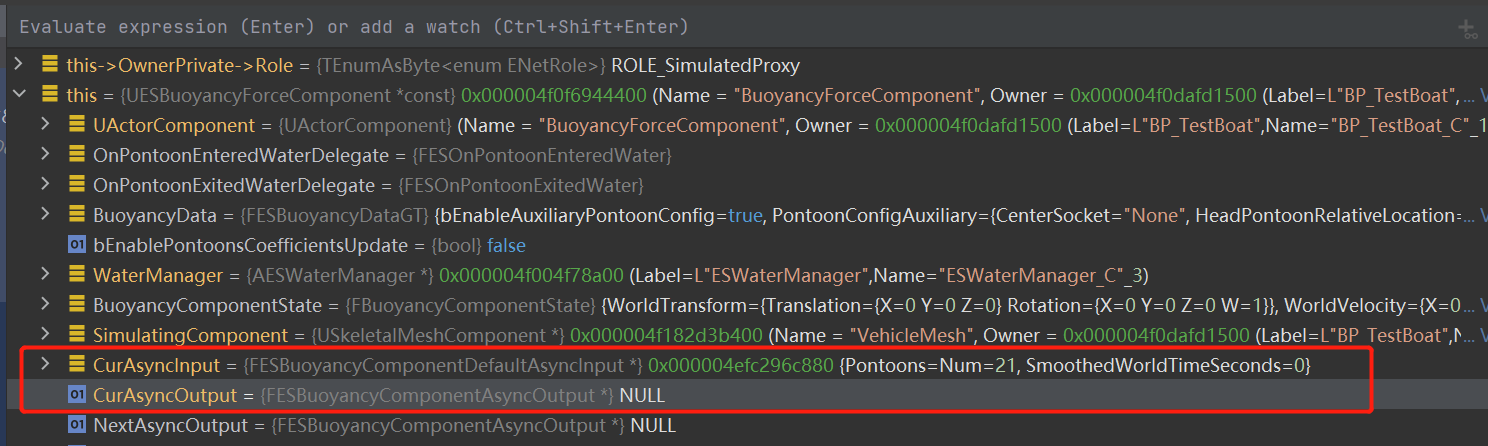 Evaluate expression (Enter) or add a watch (Ctrl+Shift+Enter)
this->OwnerPrivate->Role = {TEnumAsByte<enum ENetRole>} ROLE_SimulatedProxy
this = {UESBuoyancyForceComponent *const} 0x000004f0f6944400 (Name = "BuoyancyForceComponent", Owner = 0x000004f0dafd1500 (Label=L"BP_TestBoat",... V
UActorComponent = {UActorComponent} (Name = "BuoyancyForceComponent", Owner = 0x000004f0dafd1500 (Label=L"BP_TestBoat",Name="BP_TestBoat_C"_1
OnPontoonEnteredWaterDelegate = {FESOnPontoonEnteredWater}
OnPontoonExitedWaterDelegate = {FESOnPontoonExitedWater}
BuoyancyData = {FESBuoyancyDataGT} {bEnableAuxiliaryPontoonConfig=true, PontoonConfigAuxiliary={CenterSocket="None", HeadPontoonRelativeLocation=... V
01 bEnablePontoonsCoefficientsUpdate = {bool} false
WaterManager = {AESWaterManager *} 0x000004f004f78a00 (Label=L"ESWaterManager",Name="ESWaterManager_C"_3)
BuoyancyComponentState = {FBuoyancyComponentState} {WorldTransform={Translation={X=0 Y=0 Z=0} Rotation={X=0 Y=0 Z=0 W=1}}, WorldVelocity={X=0... V
SimulatingComponent = {USkeletalMeshComponent *} 0x000004f182d3b400 (Name = "VehicleMesh", Owner = 0x000004f0dafd1500 (Label=L"BP_TestBoat",N... V
CurAsyncInput = {FESBuoyancyComponentDefaultAsyncInput *} 0x000004efc296c880 {Pontoons=Num=21, SmoothedWorldTimeSeconds=0}
01 CurAsyncOutput = {FESBuoyancyComponentAsyncOutput *} NULL
01 NextAsyncOutput = {FESBuoyancyComponentAsyncOutput *} NULL